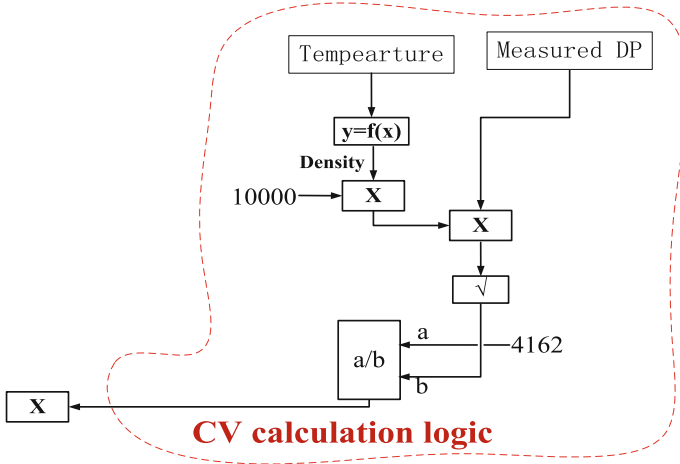 Tempearture
Measured DP
y=f(x)
Density
10000
X
X
√
a
4162
a/b
b
X
CV calculation logic